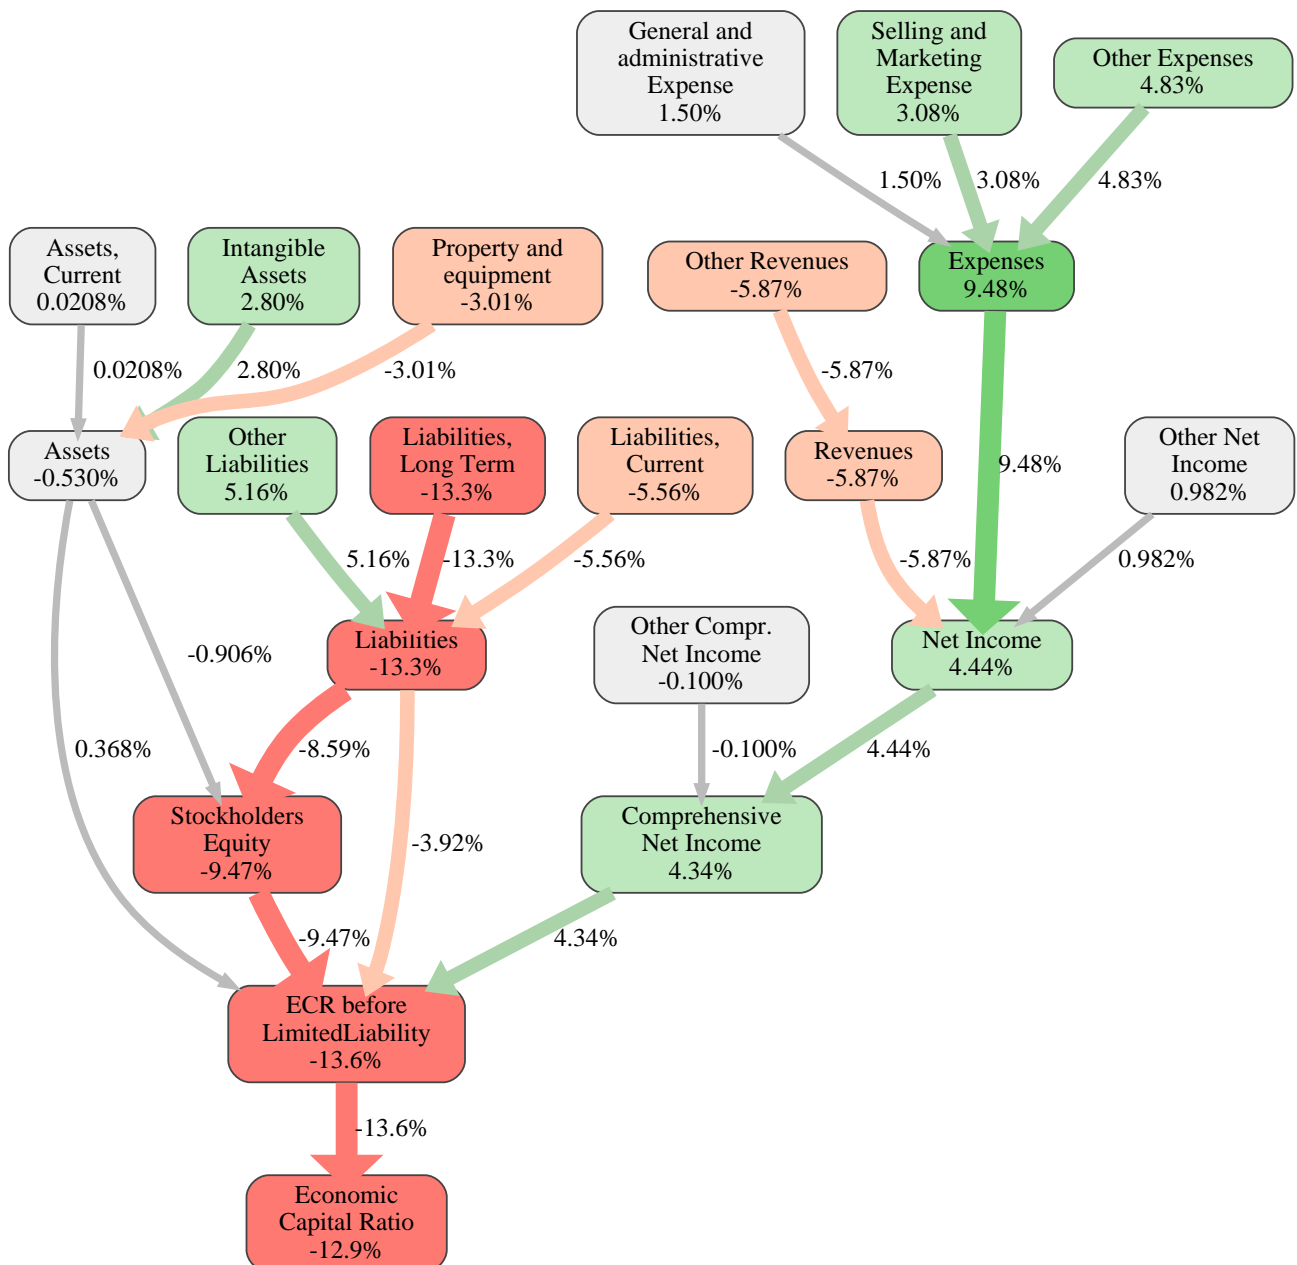 General and
administrative
Expense
1.50%
Selling and
Marketing
Expense
3.08%
Other Expenses
4.83%
1.50%
3.08%
4.83%
Assets,
Current
0.0208%
Intangible
Assets
2.80%
Property and
equipment
-3.01%
Other Revenues
-5.87%
Expenses
9.48%
0.0208%
2.80%
-3.01%
-5.87%
Assets
-0.530%
Other
Liabilities
5.16%
Liabilities,
Long Term
-13.3%
Liabilities,
Current
-5.56%
Revenues
-5.87%
9.48%
Other Net
Income
0.982%
5.16%
-13.3%
-5.56%
-5.87%
0.982%
Liabilities
-13.3%
Other Compr.
Net Income
-0.100%
Net Income
4.44%
-0.906%
0.368%
-8.59%
-0.100%
4.44%
Stockholders
Equity
-9.47%
-3.92%
Comprehensive
Net Income
4.34%
-9.47%
4.34%
ECR before
LimitedLiability
-13.6%
-13.6%
Economic
Capital Ratio
-12.9%